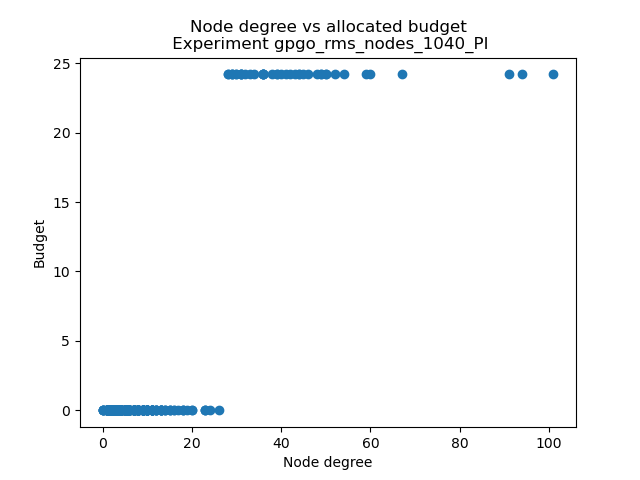 Node degree vs allocated budget
Experiment gpgo_rms_nodes_1040_PI
25
20
15
10
5
0
Budget
0 20 40 60 80 100
Node degree